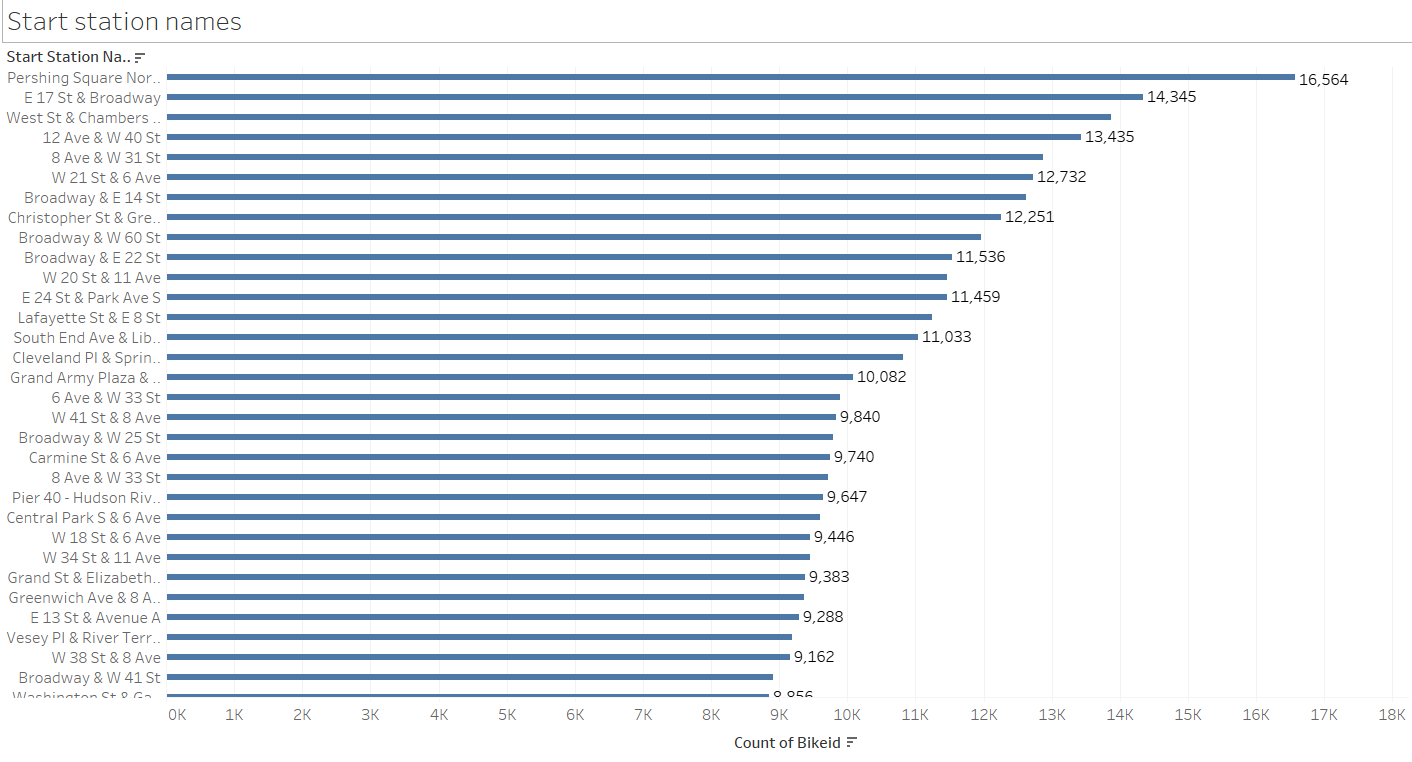 Start station names
Start Station Na..
Pershing Square Nor.. 16,564
E 17 St & Broadway 14,345
West St & Chambers ..
12 Ave & W 40 St 13,435
8 Ave & W 31 St
W 21 St & 6 Ave 12,732
Broadway & E 14 St
Christopher St & Gre.. 12,251
Broadway & W 60 St
Broadway & E 22 St 11,536
W 20 St & 11 Ave
E 24 St & Park Ave S 11,459
Lafayette St & E 8 St
South End Ave & Lib.. 11,033
Cleveland Pl & Sprin..
Grand Army Plaza & .. 10,082
6 Ave & W 33 St
W 41 St & 8 Ave 9,840
Broadway & W 25 St
Carmine St & 6 Ave 9,740
8 Ave & W 33 St
Pier 40 - Hudson Riv.. 9,647
Central Park S & 6 Ave
W 18 St & 6 Ave 9,446
W 34 St & 11 Ave
Grand St & Elizabeth.. 9,383
Greenwich Ave & 8 A..
E 13 St & Avenue A 9,288
Vesey Pl & River Terr..
W 38 St & 8 Ave 9,162
Broadway & W 41 St
Washington St & Ga.. 8,856
0K 1K 2K 3K 4K 5K 6K 7K 8K 9K 10K 11K 12K 13K 14K 15K 16K 17K 18K
Count of Bikeid